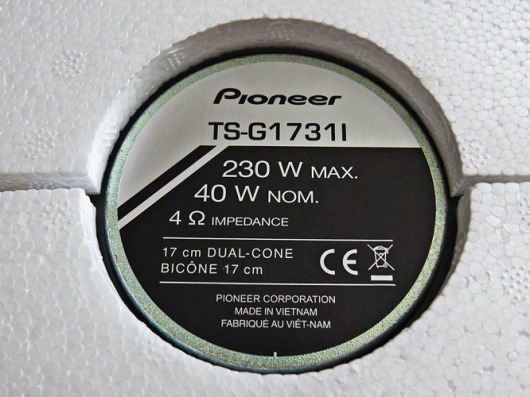 Pioneer
TS-G1731I
230 W MAX.
40 W NOM.
4 Ω IMPEDANCE
17 cm DUAL-CONE
BICÔNE 17 cm
CE
PIONEER CORPORATION
MADE IN VIETNAM
FABRIQUÉ AU VIÊT-NAM